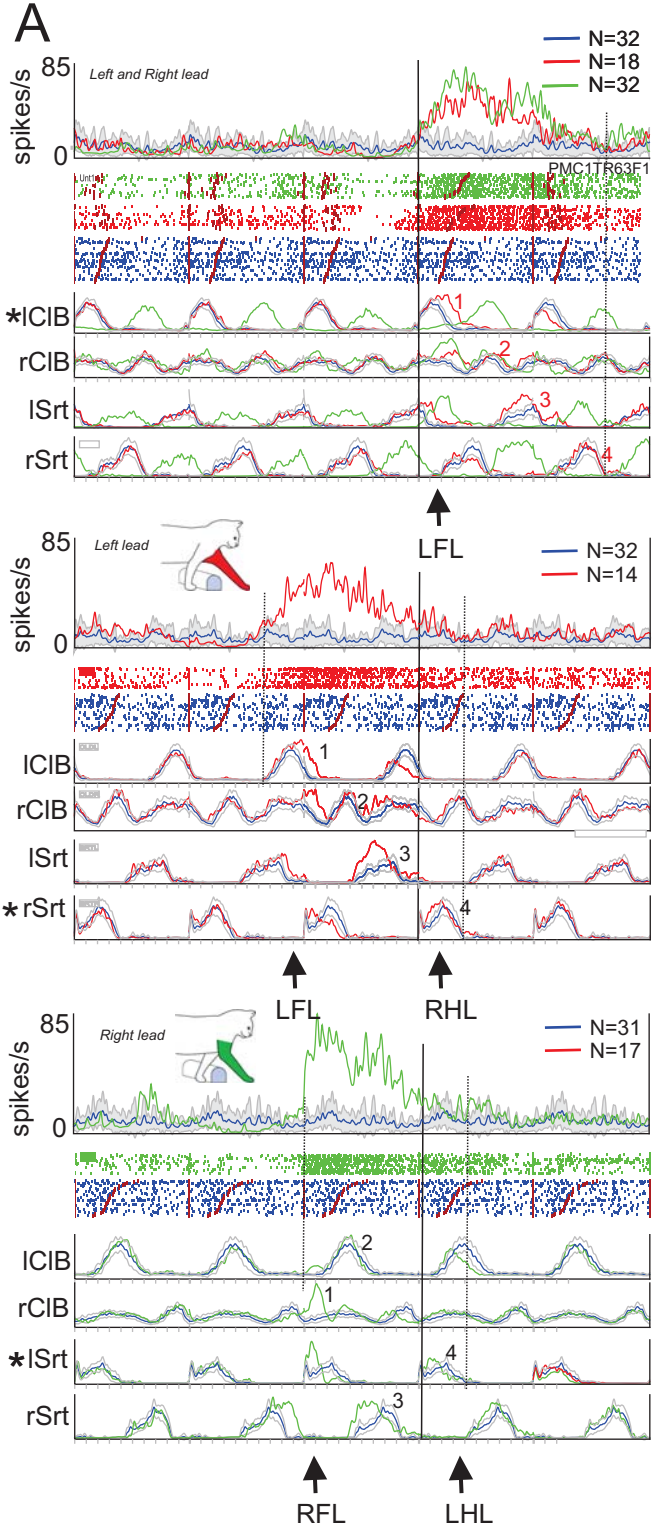 A
85
spikes/s
0
Left and Right lead
N=32
N=18
N=32
PMC1TR63F1
*lClB
1
rClB
2
lSrt
3
rSrt
4
LFL
85
spikes/s
0
Left lead
N=32
N=14
lClB
1
rClB
2
lSrt
3
*rSrt
4
LFL
RHL
85
spikes/s
0
Right lead
N=31
N=17
lClB
2
rClB
1
*lSrt
4
rSrt
3
RFL
LHL